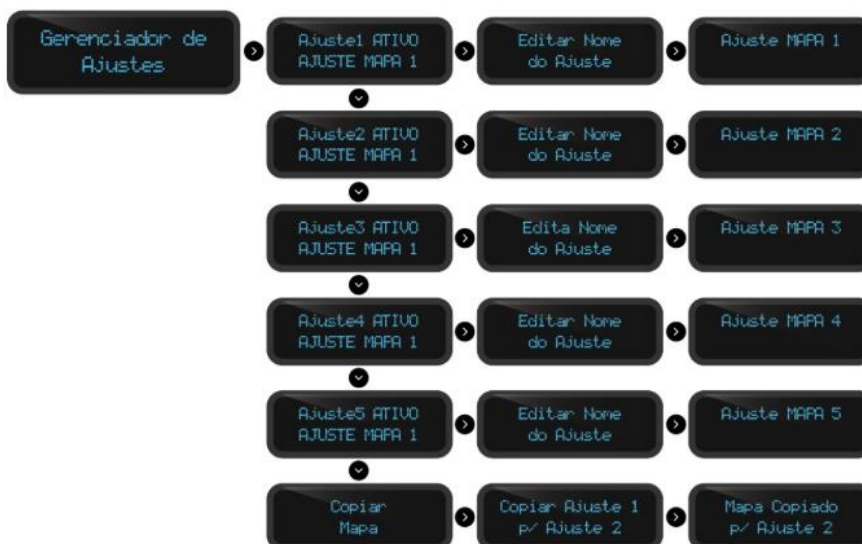 Gerenciador de
Ajustes
Ajuste1 ATIVO
AJUSTE MAPA 1
Editar Nome
do Ajuste
Ajuste MAPA 1
Ajuste2 ATIVO
AJUSTE MAPA 1
Editar Nome
do Ajuste
Ajuste MAPA 2
Ajuste3 ATIVO
AJUSTE MAPA 1
Edita Nome
do Ajuste
Ajuste MAPA 3
Ajuste4 ATIVO
AJUSTE MAPA 1
Editar Nome
do Ajuste
Ajuste MAPA 4
Ajuste5 ATIVO
AJUSTE MAPA 1
Editar Nome
do Ajuste
Ajuste MAPA 5
Copiar
Mapa
Copiar Ajuste 1
p/ Ajuste 2
Mapa Copiado
p/ Ajuste 2